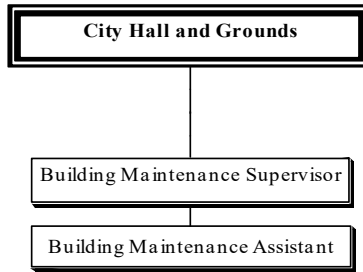 City Hall and Grounds
Building Maintenance Supervisor
Building Maintenance Assistant